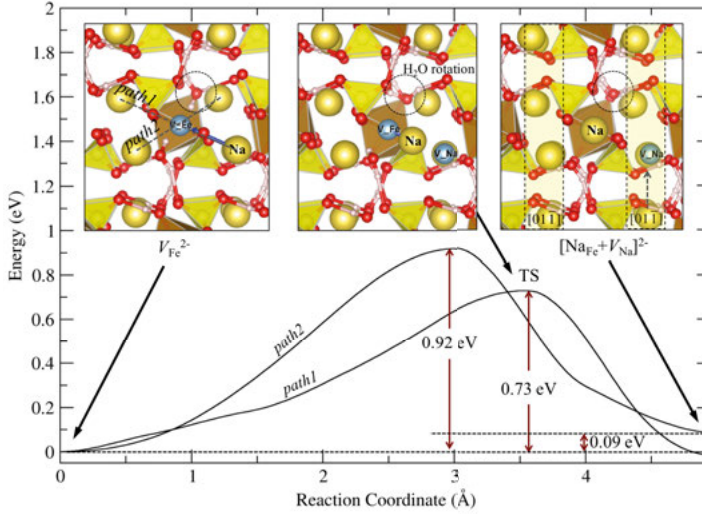 2
1.8
1.6
1.4
1.2
1
0.8
0.6
0.4
0.2
0
Energy (eV)
path1
path2
V_Fe
Na
H₂O rotation
V_Fe
Na
V_Na
Na
V_Na
[011̄]
[011̄]
V_Fe²⁻
[Na_Fe+V_Na]²⁻
TS
path2
path1
0.92 eV
0.73 eV
0.09 eV
0
1
2
3
4
Reaction Coordinate (Å)